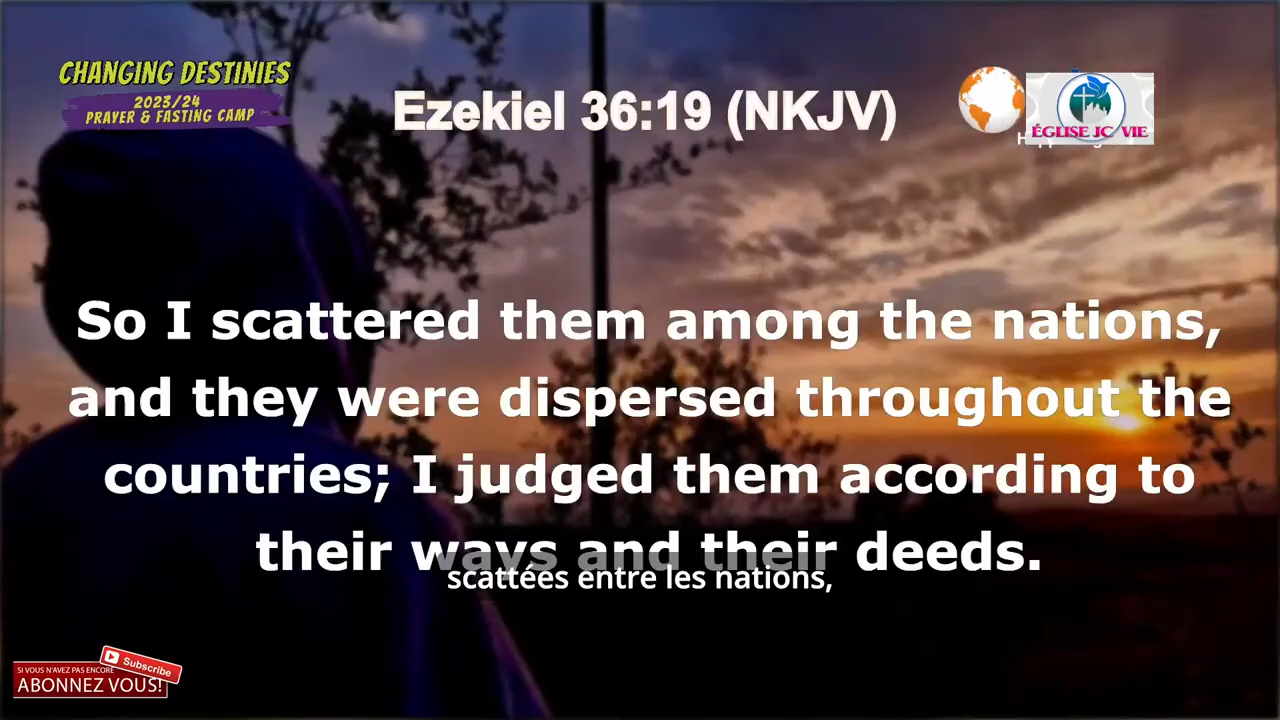 CHANGING DESTINIES
2023/24
PRAYER & FASTING CAMP
Ezekiel 36:19 (NKJV)
ÉGLISE JC VIE
So I scattered them among the nations,
and they were dispersed throughout the
countries; I judged them according to
their ways and their deeds.
scattées entre les nations,
SI VOUS N'AVEZ PAS ENCORE
Subscribe
ABONNEZ VOUS!